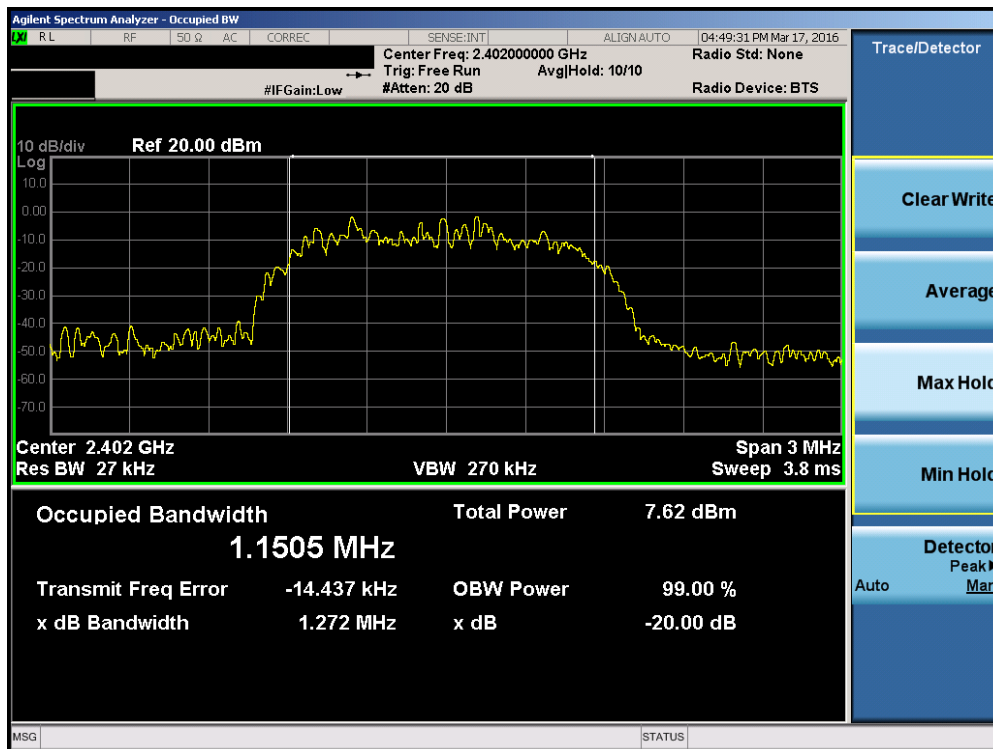 Agilent Spectrum Analyzer - Occupied BW
LXI RL RF 50 Ω AC CORREC SENSE:INT ALIGN AUTO 04:49:31 PM Mar 17, 2016
Center Freq: 2.402000000 GHz Radio Std: None
Trig: Free Run Avg|Hold: 10/10
#IFGain:Low #Atten: 20 dB Radio Device: BTS
Trace/Detector
10 dB/div Ref 20.00 dBm
Log
10.0
0.00
-10.0
-20.0
-30.0
-40.0
-50.0
-60.0
-70.0
Center 2.402 GHz Span 3 MHz
Res BW 27 kHz VBW 270 kHz Sweep 3.8 ms
Occupied Bandwidth Total Power 7.62 dBm
1.1505 MHz
Transmit Freq Error -14.437 kHz OBW Power 99.00 %
x dB Bandwidth 1.272 MHz x dB -20.00 dB
Clear Write
Average
Max Hold
Min Hold
Detector
Peak
Auto Man
MSG STATUS